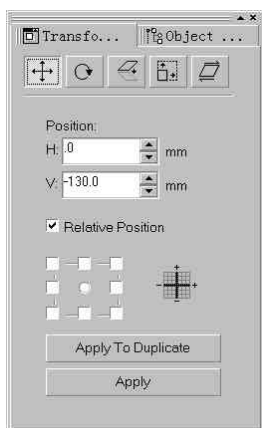 Transfo... Object ...
Position:
H: .0 mm
V: -130.0 mm
Relative Position
Apply To Duplicate
Apply